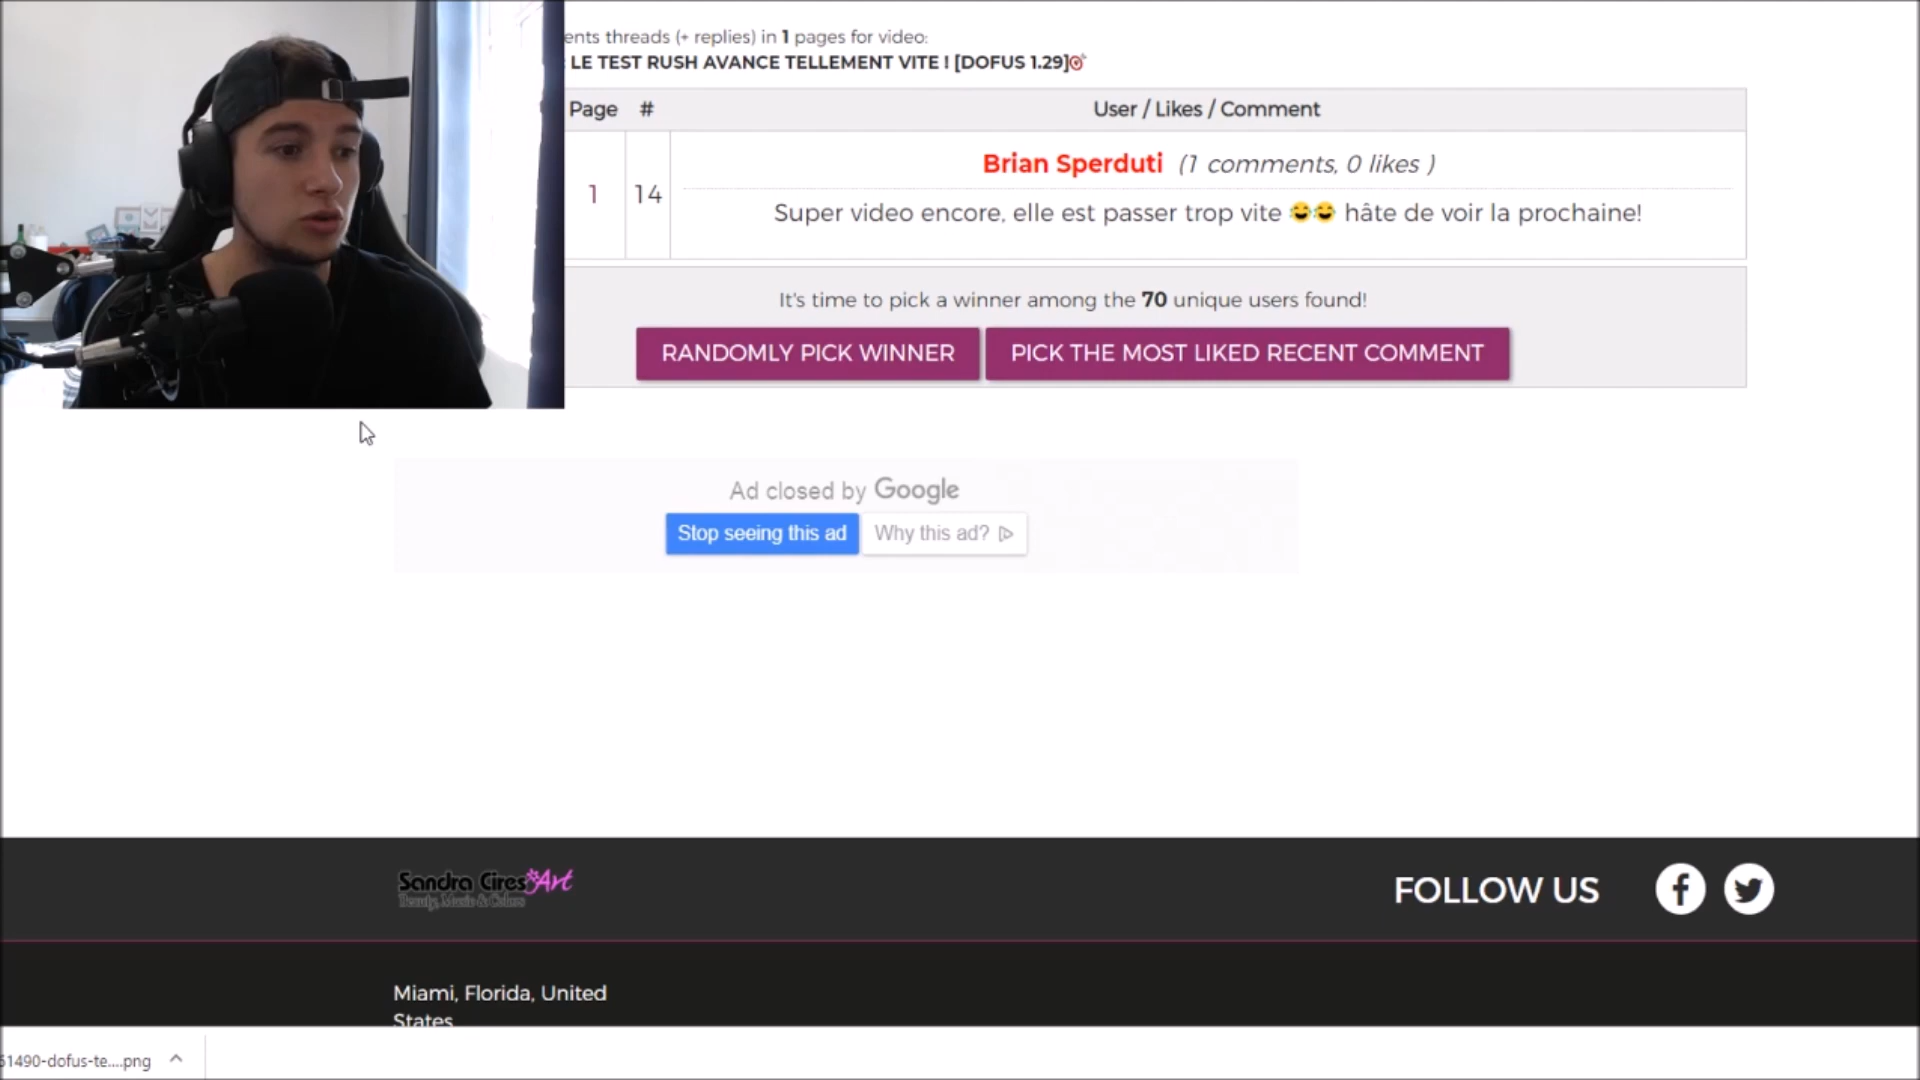 ents threads (+ replies) in 1 pages for video:
LE TEST RUSH AVANCE TELLEMENT VITE ! [DOFUS 1.29]
Page # User / Likes / Comment
Brian Sperduti (1 comments, 0 likes )
1 14
Super video encore, elle est passer trop vite 😂😂 hâte de voir la prochaine!
It's time to pick a winner among the 70 unique users found!
RANDOMLY PICK WINNER PICK THE MOST LIKED RECENT COMMENT
Ad closed by Google
Stop seeing this ad Why this ad?
Sandra Cires Art
Beauty, Music & Colors
FOLLOW US
Miami, Florida, United
States
61490-dofus-te....png